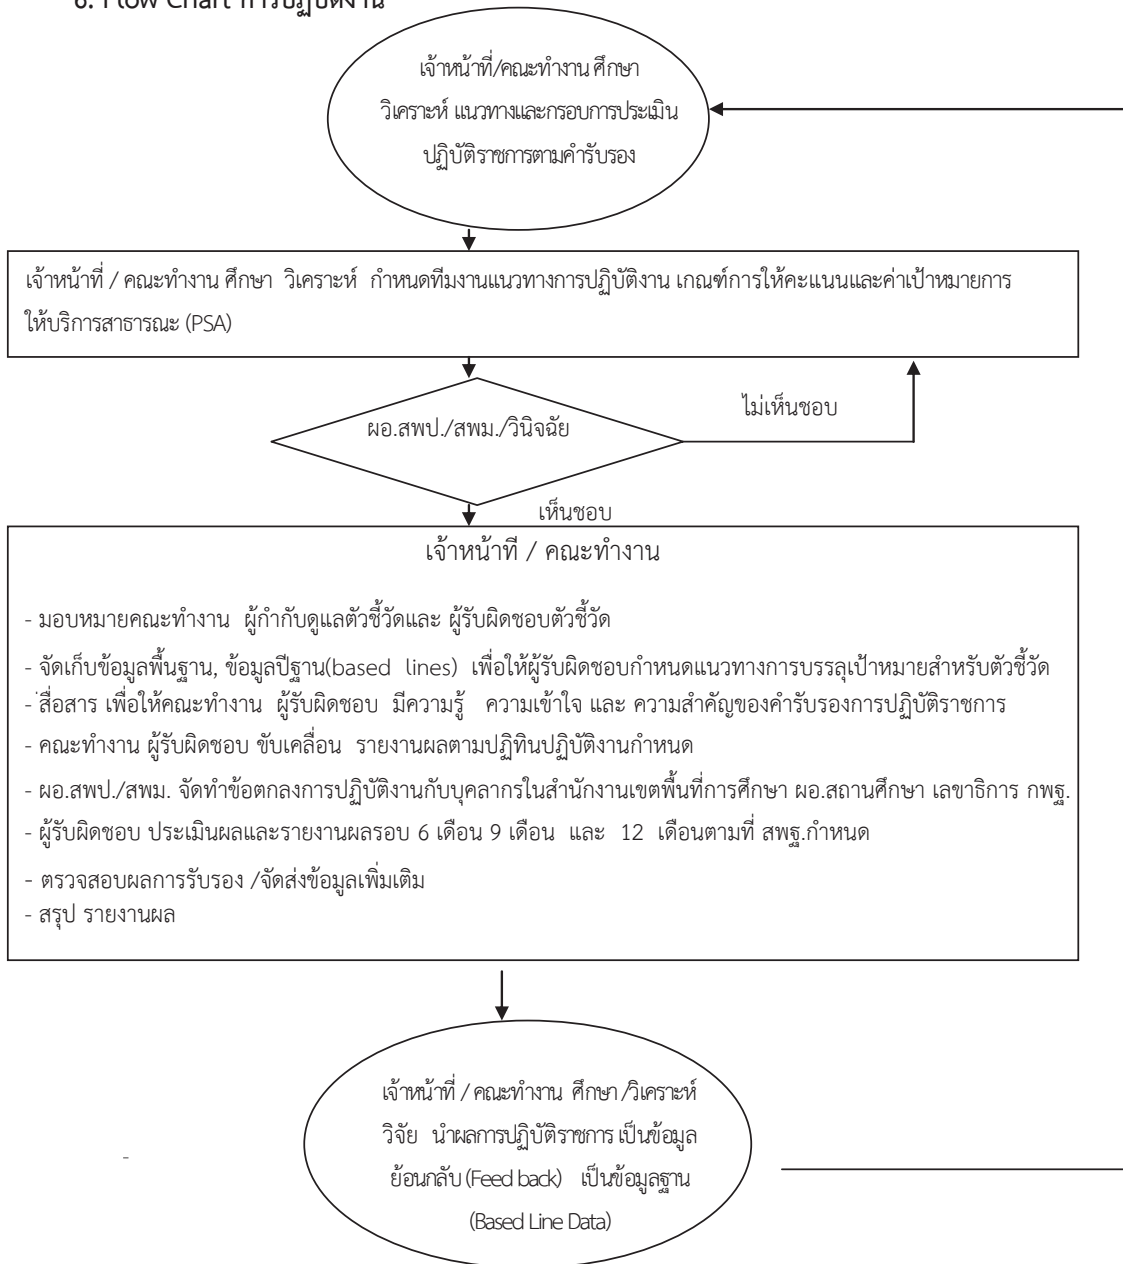 6. Flow Chart การปฏิบัติงาน
เจ้าหน้าที่/คณะทำงาน ศึกษา
วิเคราะห์ แนวทางและกรอบการประเมิน
ปฏิบัติราชการตามคำรับรอง
เจ้าหน้าที่ / คณะทำงาน ศึกษา วิเคราะห์ กำหนดทีมงานแนวทางการปฏิบัติงาน เกณฑ์การให้คะแนนและค่าเป้าหมายการ
ให้บริการสาธารณะ (PSA)
ผอ.สพป./สพม./วินิจฉัย
ไม่เห็นชอบ
เห็นชอบ
เจ้าหน้าที / คณะทำงาน
- มอบหมายคณะทำงาน ผู้กำกับดูแลตัวชี้วัดและ ผู้รับผิดชอบตัวชี้วัด
- จัดเก็บข้อมูลพื้นฐาน, ข้อมูลปีฐาน(based lines) เพื่อให้ผู้รับผิดชอบกำหนดแนวทางการบรรลุเป้าหมายสำหรับตัวชี้วัด
- สื่อสาร เพื่อให้คณะทำงาน ผู้รับผิดชอบ มีความรู้ ความเข้าใจ และ ความสำคัญของคำรับรองการปฏิบัติราชการ
- คณะทำงาน ผู้รับผิดชอบ ขับเคลื่อน รายงานผลตามปฏิทินปฏิบัติงานกำหนด
- ผอ.สพป./สพม. จัดทำข้อตกลงการปฏิบัติงานกับบุคลากรในสำนักงานเขตพื้นที่การศึกษา ผอ.สถานศึกษา เลขาธิการ กพฐ.
- ผู้รับผิดชอบ ประเมินผลและรายงานผลรอบ 6 เดือน 9 เดือน และ 12 เดือนตามที่ สพฐ.กำหนด
- ตรวจสอบผลการรับรอง /จัดส่งข้อมูลเพิ่มเติม
- สรุป รายงานผล
เจ้าหน้าที่ / คณะทำงาน ศึกษา /วิเคราะห์
วิจัย นำผลการปฏิบัติราชการ เป็นข้อมูล
ย้อนกลับ (Feed back) เป็นข้อมูลฐาน
(Based Line Data)
-